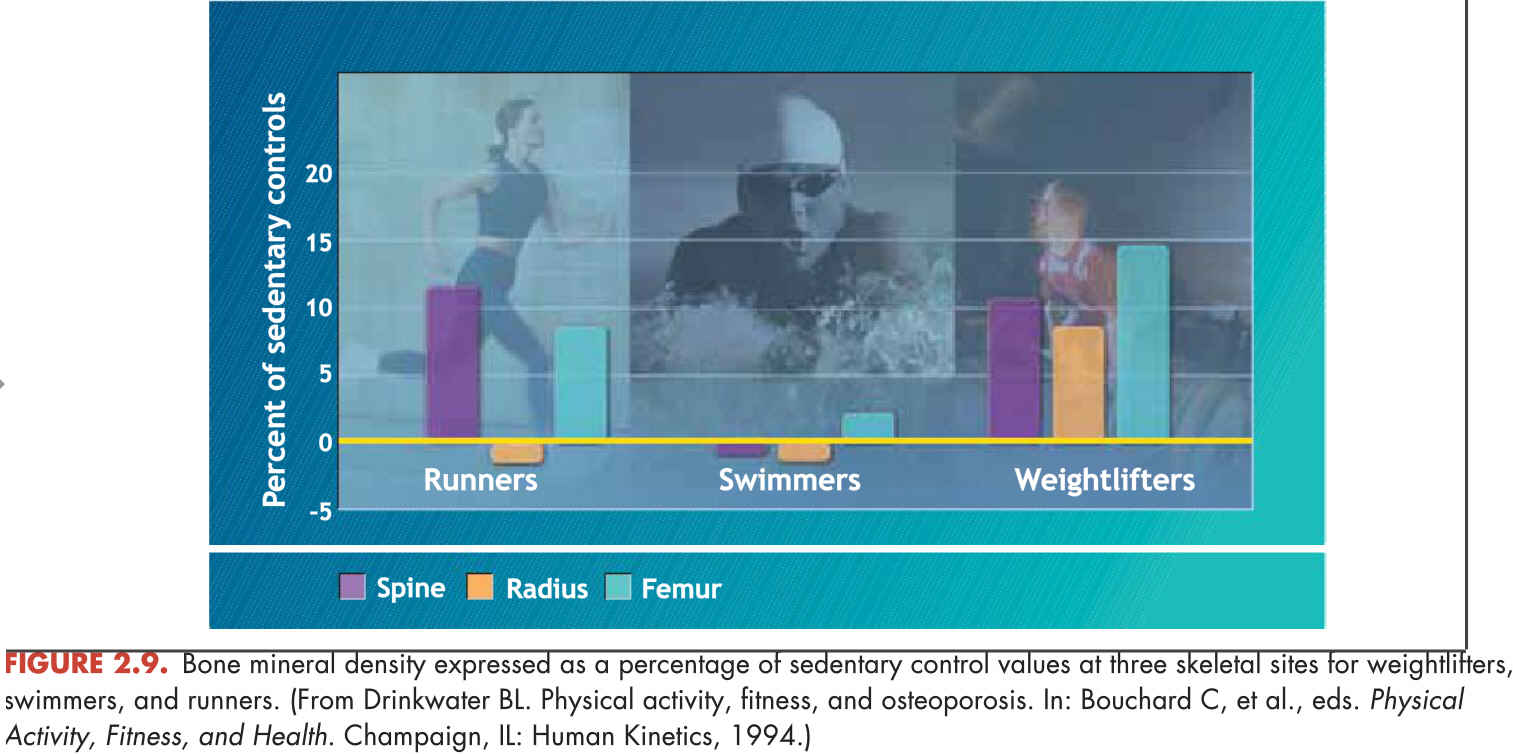 Percent of sedentary controls
20
15
10
5
0
-5
Runners Swimmers Weightlifters
Spine Radius Femur
FIGURE 2.9. Bone mineral density expressed as a percentage of sedentary control values at three skeletal sites for weightlifters,
swimmers, and runners. (From Drinkwater BL. Physical activity, fitness, and osteoporosis. In: Bouchard C, et al., eds. Physical
Activity, Fitness, and Health. Champaign, IL: Human Kinetics, 1994.)